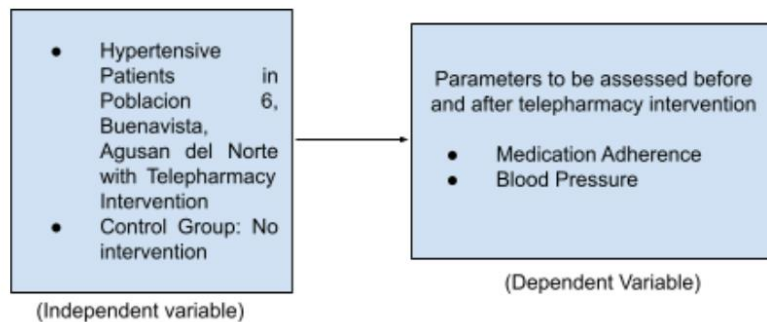 ● Hypertensive
Patients in
Poblacion 6,
Buenavista,
Agusan del Norte
with Telepharmacy
Intervention
● Control Group: No
intervention
(Independent variable)
Parameters to be assessed before
and after telepharmacy intervention
● Medication Adherence
● Blood Pressure
(Dependent Variable)